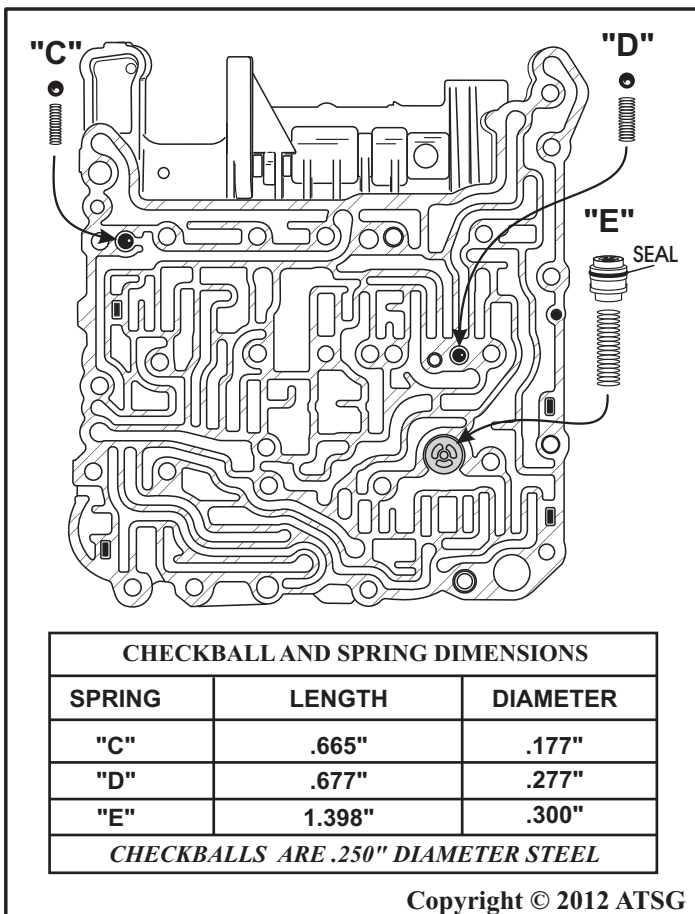 "C"
"D"
"E"
SEAL
CHECKBALL AND SPRING DIMENSIONS
SPRING LENGTH DIAMETER
"C" .665" .177"
"D" .677" .277"
"E" 1.398" .300"
CHECKBALLS ARE .250" DIAMETER STEEL
Copyright © 2012 ATSG